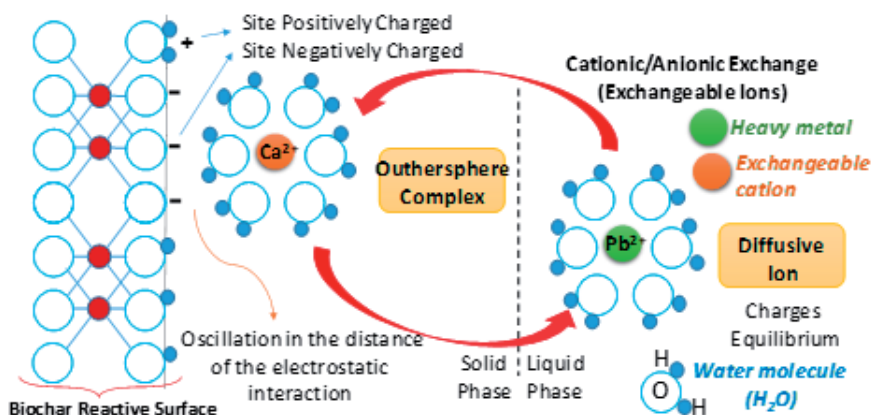 Site Positively Charged
Site Negatively Charged
+
-
-
-
Ca²⁺
Outhersphere
Complex
Cationic/Anionic Exchange
(Exchangeable Ions)
Heavy metal
Exchangeable
cation
Pb²⁺
Diffusive
Ion
Charges
Equilibrium
Oscillation in the distance
of the electrostatic
interaction
Solid
Phase
Liquid
Phase
H
O
H
Water molecule
(H₂O)
Biochar Reactive Surface